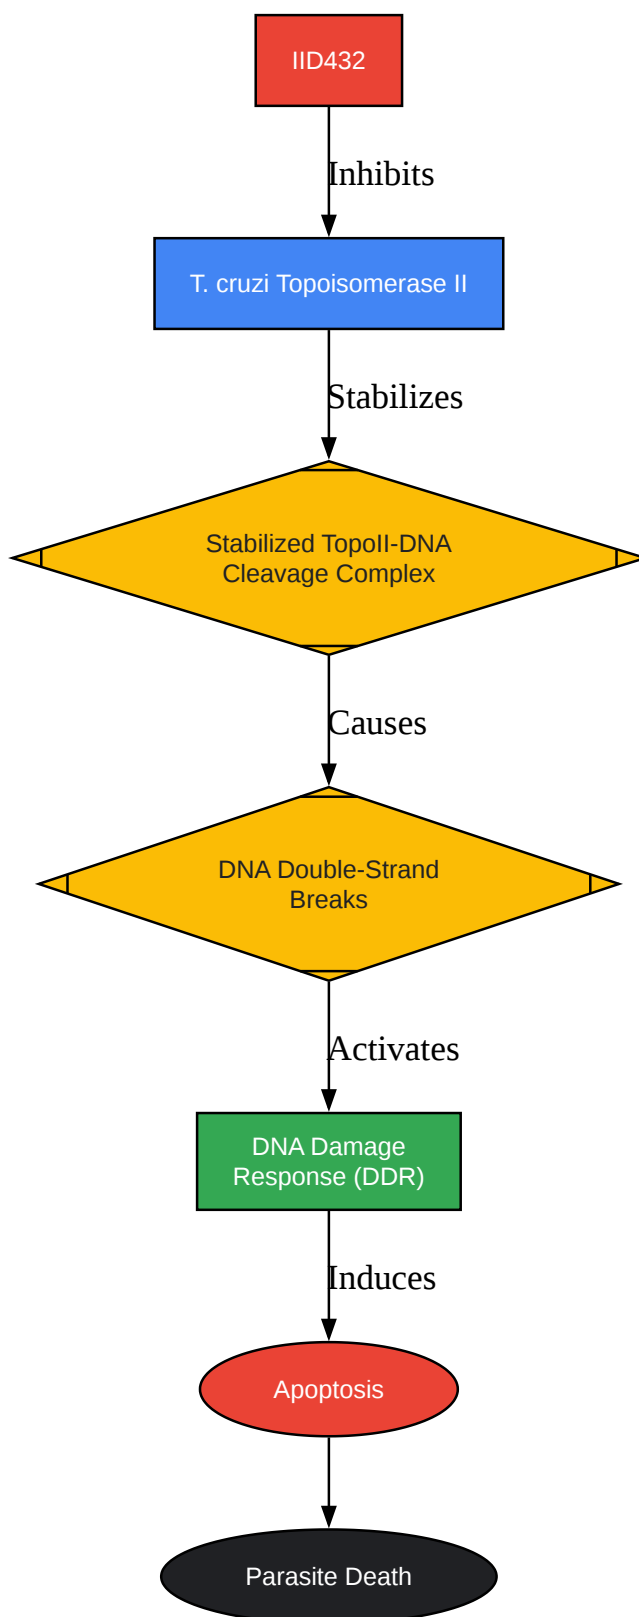 IID432
Inhibits
T. cruzi Topoisomerase II
Stabilizes
Stabilized TopoII-DNA
Cleavage Complex
Causes
DNA Double-Strand
Breaks
Activates
DNA Damage
Response (DDR)
Induces
Apoptosis
Parasite Death